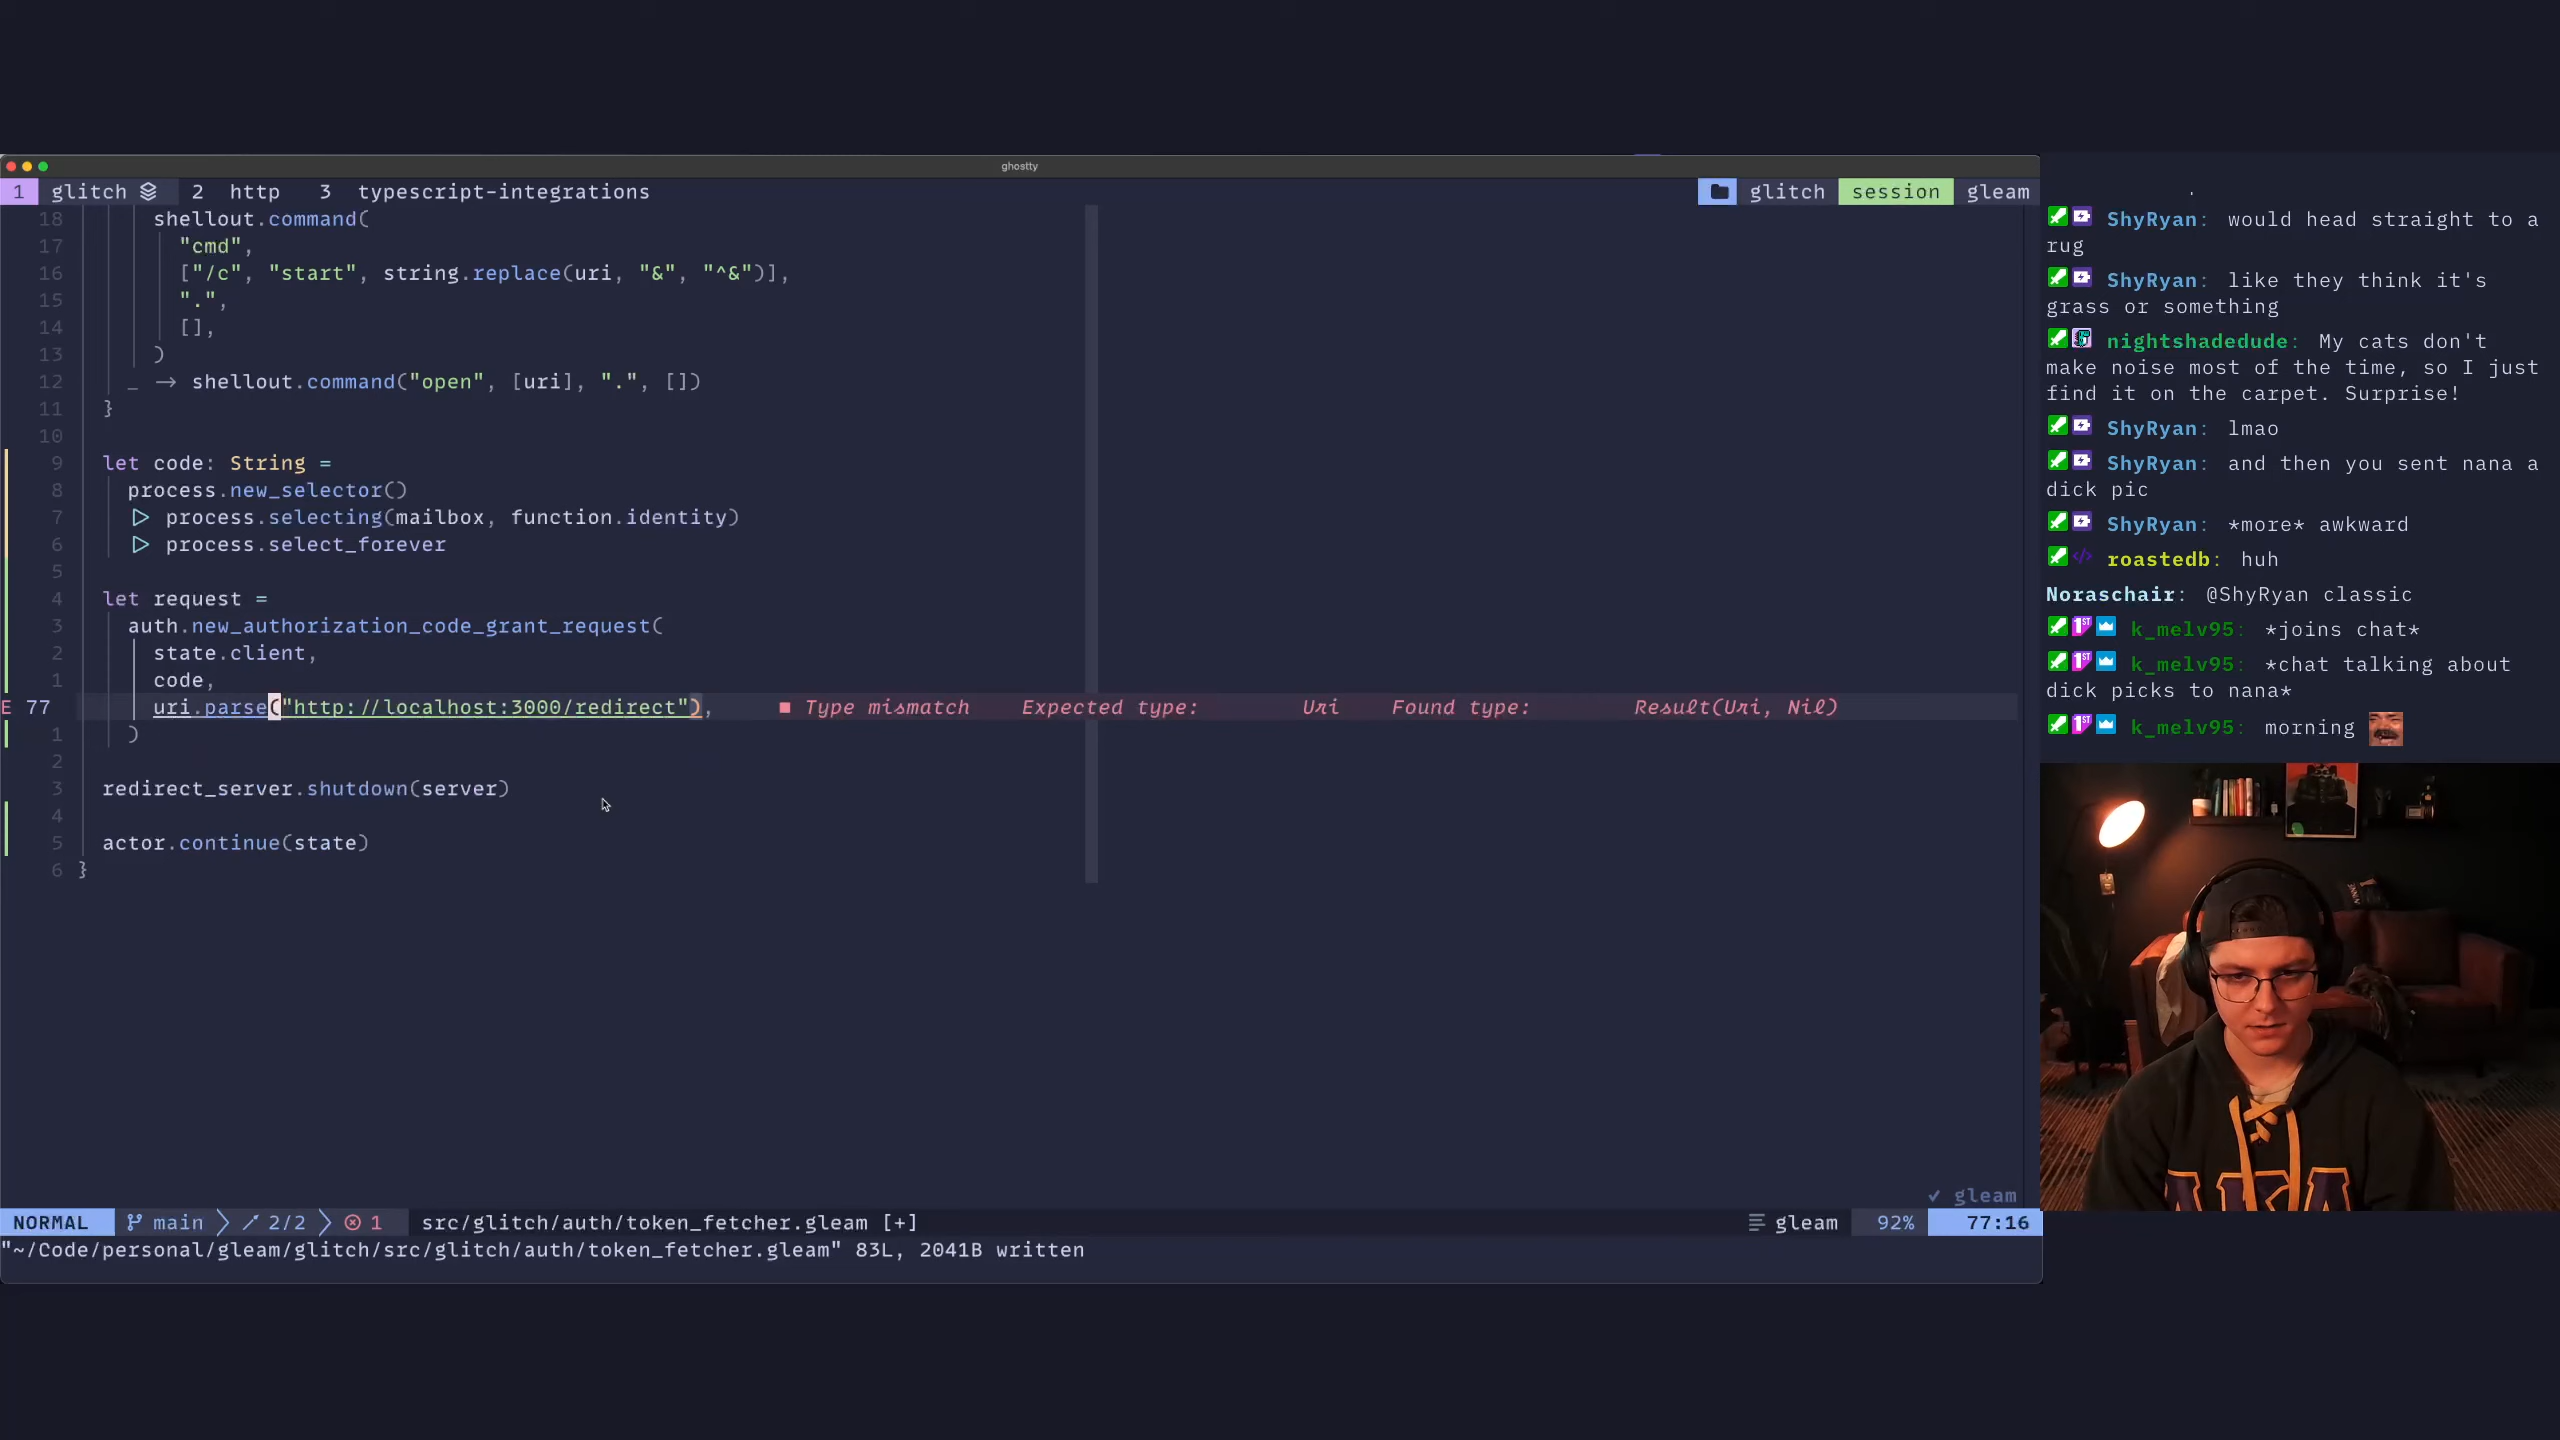 ghostty
1 glitch 2 http 3 typescript-integrations
glitch session gleam
18 shellout.command(
17 "cmd",
16 ["/c", "start", string.replace(uri, "&", "^&")],
15 ".",
14 [],
13 )
12 _ -> shellout.command("open", [uri], ".", [])
11 }
10
9 let code: String =
8 process.new_selector()
7 |> process.selecting(mailbox, function.identity)
6 |> process.select_forever
5
4 let request =
3 auth.new_authorization_code_grant_request(
2 state.client,
1 code,
E 77 uri.parse("http://localhost:3000/redirect"), ■ Type mismatch Expected type: Uri Found type: Result(Uri, Nil)
1 )
2
3 redirect_server.shutdown(server)
4
5 actor.continue(state)
6 }
✓ gleam
NORMAL main 2/2 1 src/glitch/auth/token_fetcher.gleam [+] gleam 92% 77:16
"~/Code/personal/gleam/glitch/src/glitch/auth/token_fetcher.gleam" 83L, 2041B written
ShyRyan: would head straight to a
rug
ShyRyan: like they think it's
grass or something
nightshadedude: My cats don't
make noise most of the time, so I just
find it on the carpet. Surprise!
ShyRyan: lmao
ShyRyan: and then you sent nana a
dick pic
ShyRyan: *more* awkward
roastedb: huh
Noraschair: @ShyRyan classic
k_melv95: *joins chat*
k_melv95: *chat talking about
dick picks to nana*
k_melv95: morning